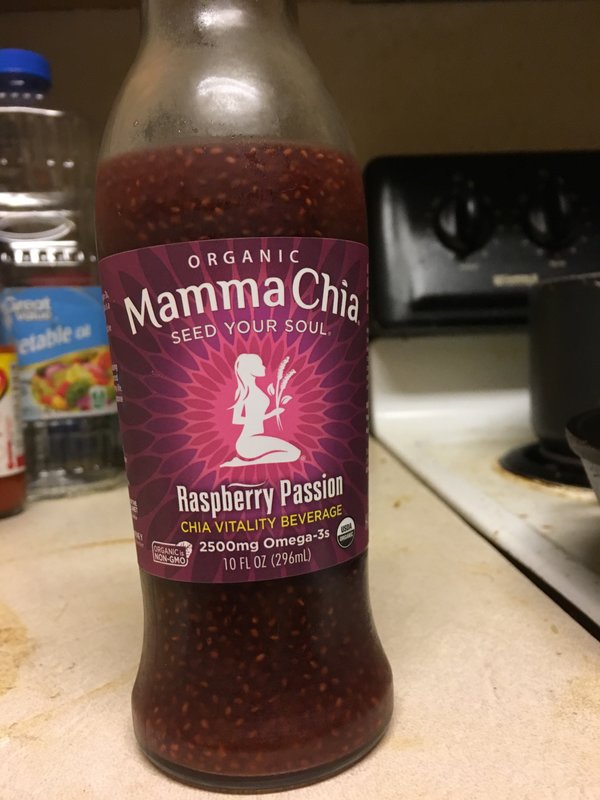 ORGANIC
Mamma Chia
SEED YOUR SOUL®
Raspberry Passion
CHIA VITALITY BEVERAGE
2500mg Omega-3s
10 FL OZ (296mL)
ORGANIC is
NON-GMO
USDA
ORGANIC
Great
Value
etable Oil